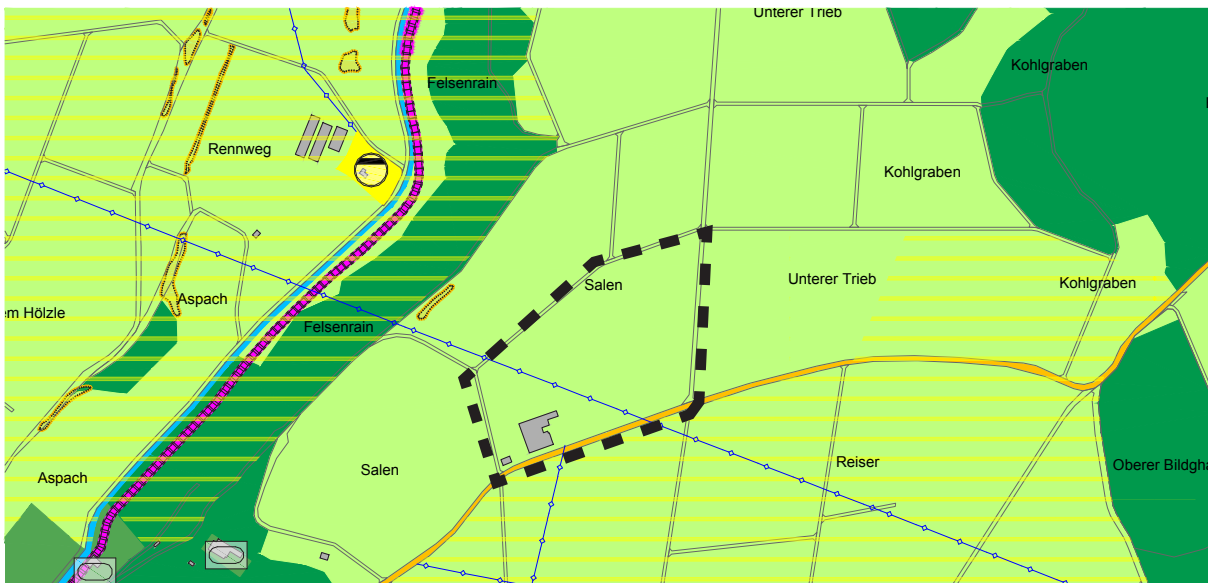 Unterer Trieb
Kohlgraben
Felsenrain
Rennweg
Kohlgraben
Salen
Unterer Trieb
Kohlgraben
Aspach
em Hölzle
Felsenrain
Reiser
Salen
Oberer Bildgha
Aspach